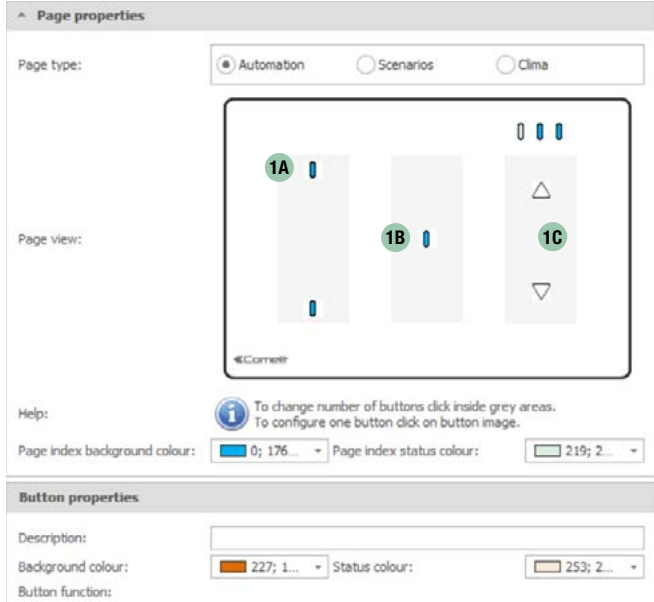 Page properties
Page type: Automation Scenarios Clima
1A
Page view: 1B 1C
Comelit
Help: To change number of buttons click inside grey areas.
To configure one button click on button image.
Page index background colour: 0; 176... Page index status colour: 219; 2...
Button properties
Description:
Background colour: 227; 1... Status colour: 253; 2...
Button function: